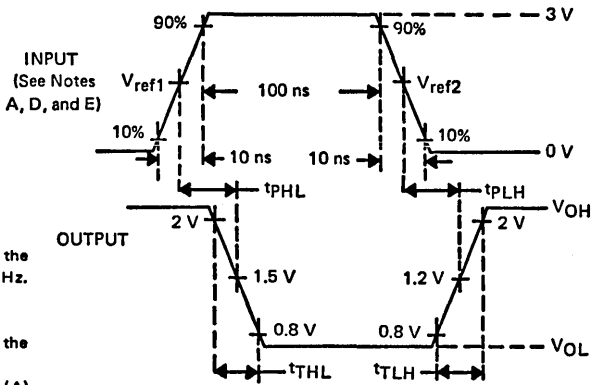 90%
90%
3 V
INPUT
(See Notes
A, D, and E)
Vref1
100 ns
Vref2
10%
10%
0 V
10 ns
10 ns
tPHL
tPLH
OUTPUT
2 V
2 V
VOH
the
Hz.
1.5 V
1.2 V
0.8 V
0.8 V
VOL
the
tTHL
tTLH